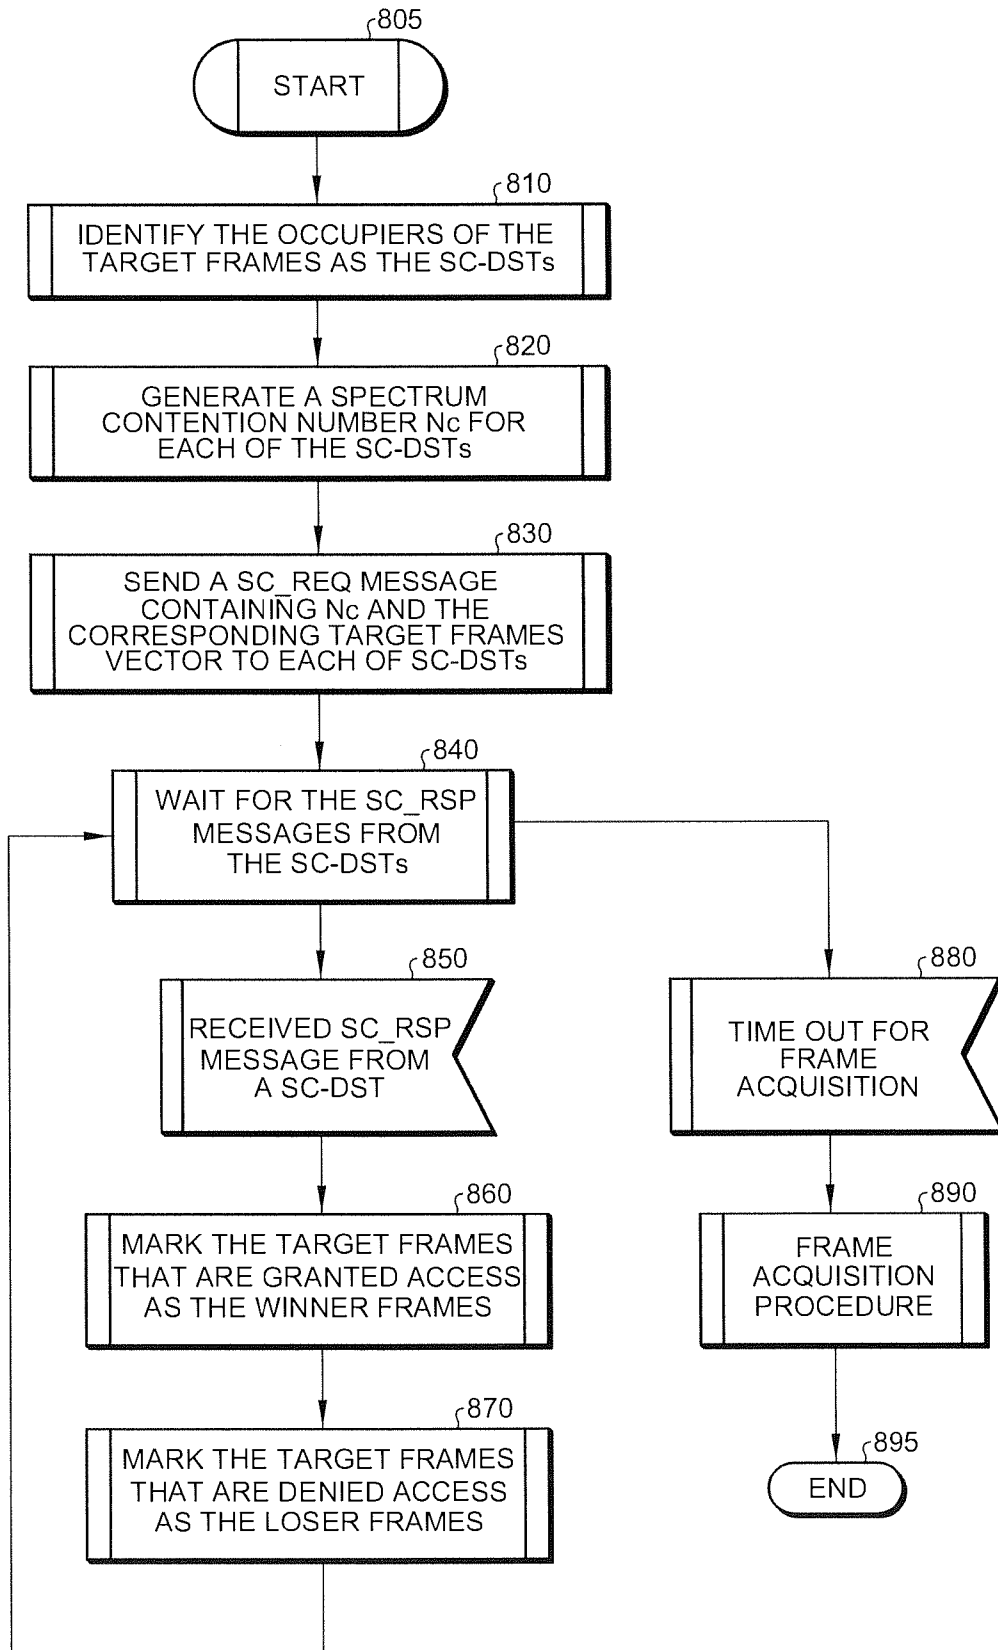 805
START
810
IDENTIFY THE OCCUPIERS OF THE
TARGET FRAMES AS THE SC-DSTs
820
GENERATE A SPECTRUM
CONTENTION NUMBER Nc FOR
EACH OF THE SC-DSTs
830
SEND A SC_REQ MESSAGE
CONTAINING Nc AND THE
CORRESPONDING TARGET FRAMES
VECTOR TO EACH OF SC-DSTs
840
WAIT FOR THE SC_RSP
MESSAGES FROM
THE SC-DSTs
850
RECEIVED SC_RSP
MESSAGE FROM
A SC-DST
860
MARK THE TARGET FRAMES
THAT ARE GRANTED ACCESS
AS THE WINNER FRAMES
870
MARK THE TARGET FRAMES
THAT ARE DENIED ACCESS
AS THE LOSER FRAMES
880
TIME OUT FOR
FRAME
ACQUISITION
890
FRAME
ACQUISITION
PROCEDURE
895
END